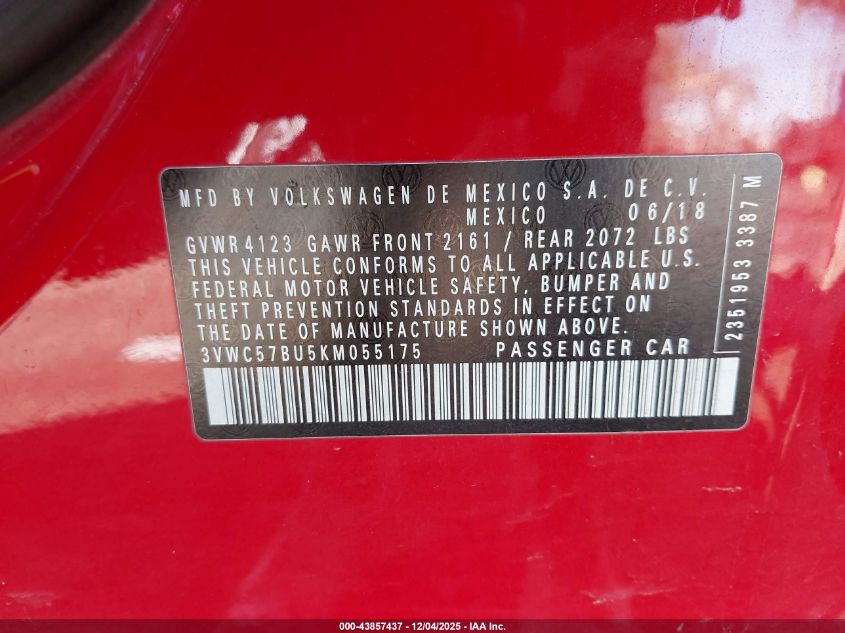 MFD BY VOLKSWAGEN DE MEXICO S.A. DE C.V.
MEXICO 06/18
GVWR 4123 GAWR FRONT 2161 / REAR 2072 LBS
THIS VEHICLE CONFORMS TO ALL APPLICABLE U.S.
FEDERAL MOTOR VEHICLE SAFETY, BUMPER AND
THEFT PREVENTION STANDARDS IN EFFECT ON
THE DATE OF MANUFACTURE SHOWN ABOVE.
3VWC57BU5KM055175 PASSENGER CAR
2351953 3387 M
000-43857437 - 12/04/2025 - IAA Inc.